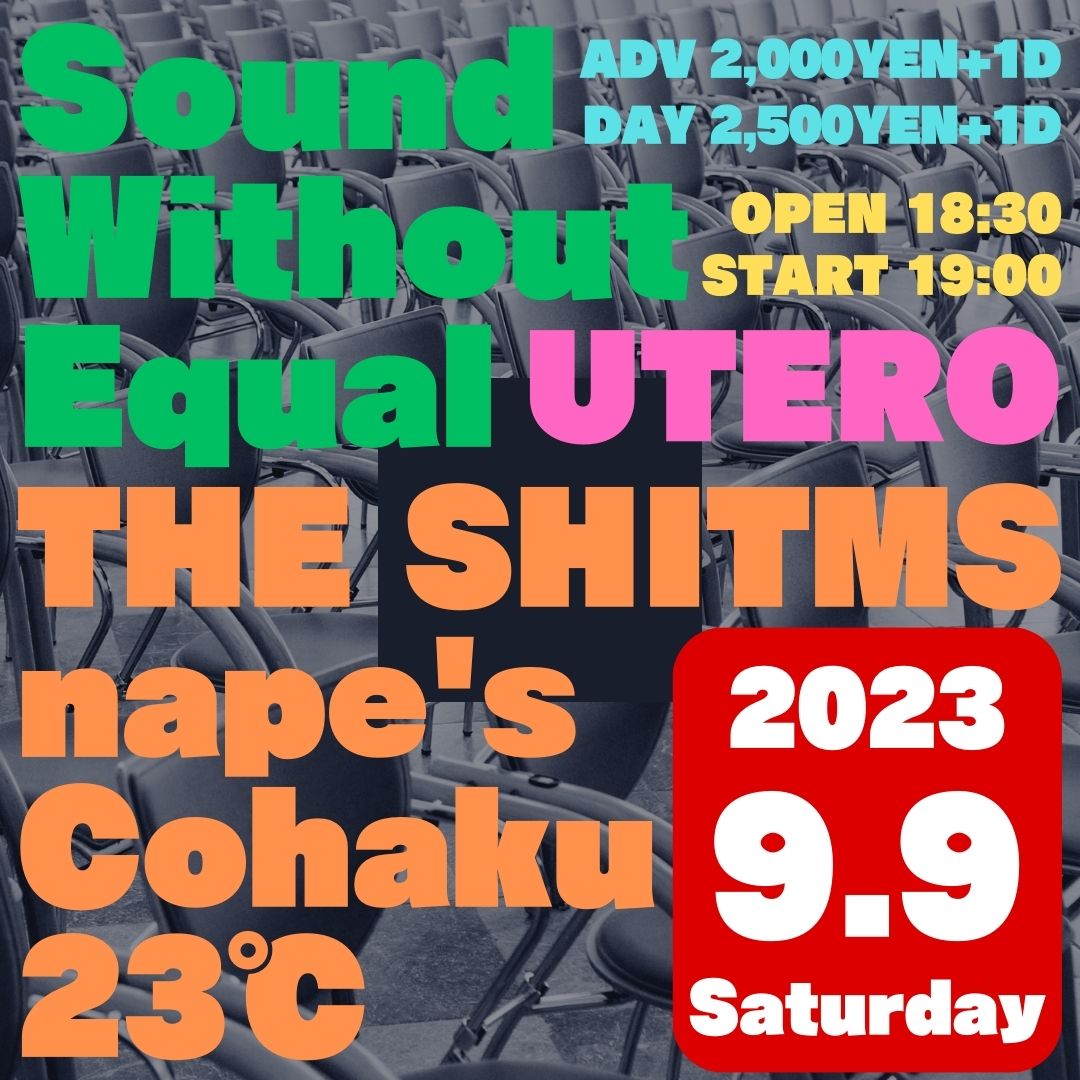 Sound
Without
Equal
ADV 2,000YEN+1D
DAY 2,500YEN+1D
OPEN 18:30
START 19:00
UTERO
THE SHITMS
nape's
Cohaku
23℃
2023
9.9
Saturday